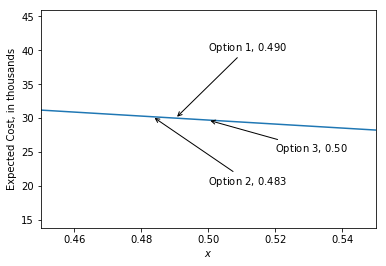 45
40
35
30
25
20
15
Expected Cost, in thousands
Option 1, 0.490
Option 3, 0.50
Option 2, 0.483
0.46
0.48
0.50
0.52
0.54
x